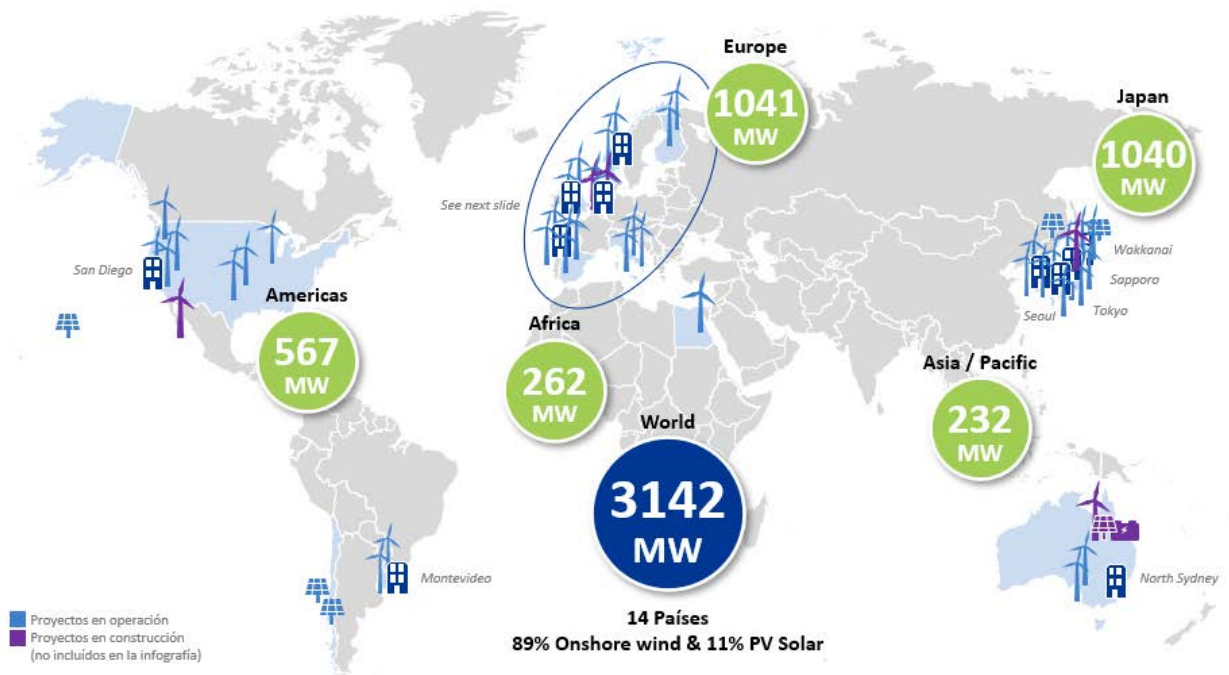 Europe
1041
MW
Japan
1040
MW
See next slide
San Diego
Wakkanai
Sapporo
Tokyo
Seoul
Americas
567
MW
Africa
262
MW
Asia / Pacific
232
MW
World
3142
MW
Montevideo
North Sydney
14 Países
89% Onshore wind & 11% PV Solar
Proyectos en operación
Proyectos en construcción
(no incluídos en la infografía)